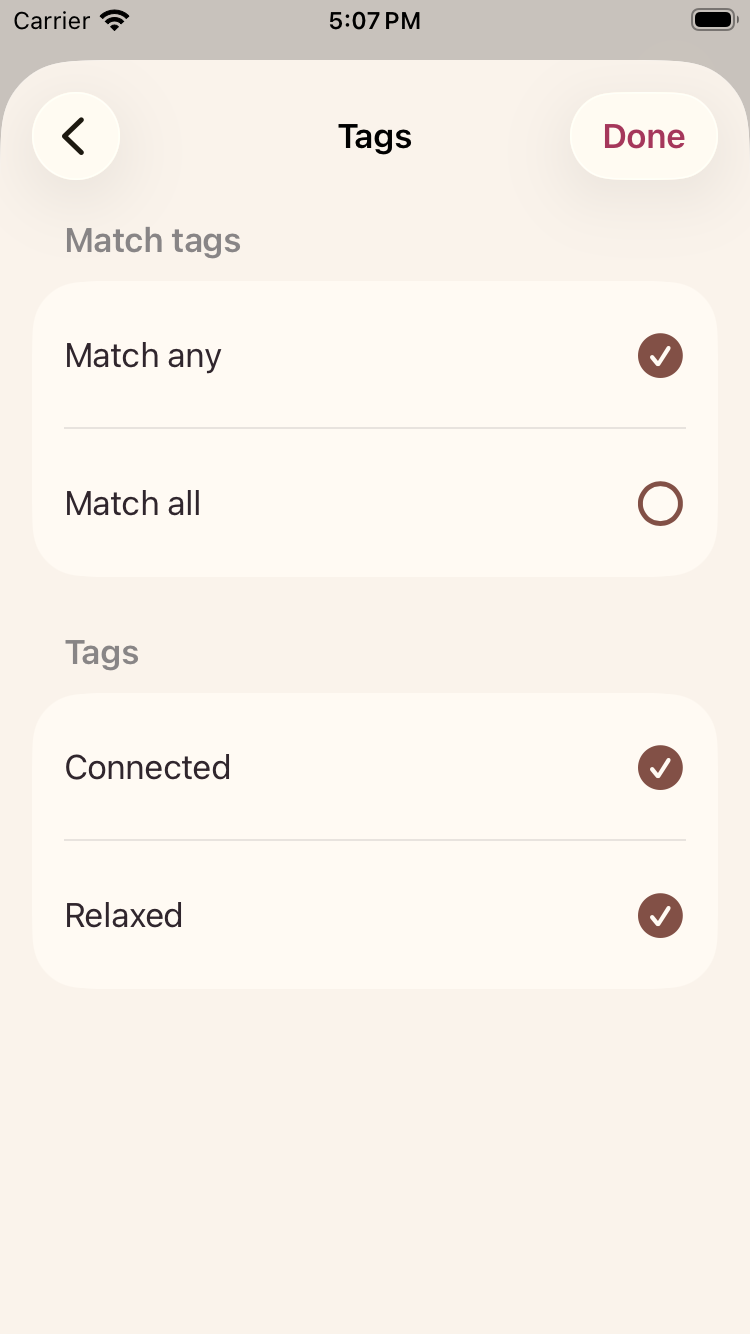 Carrier 5:07 PM
Tags Done
Match tags
Match any
Match all
Tags
Connected
Relaxed